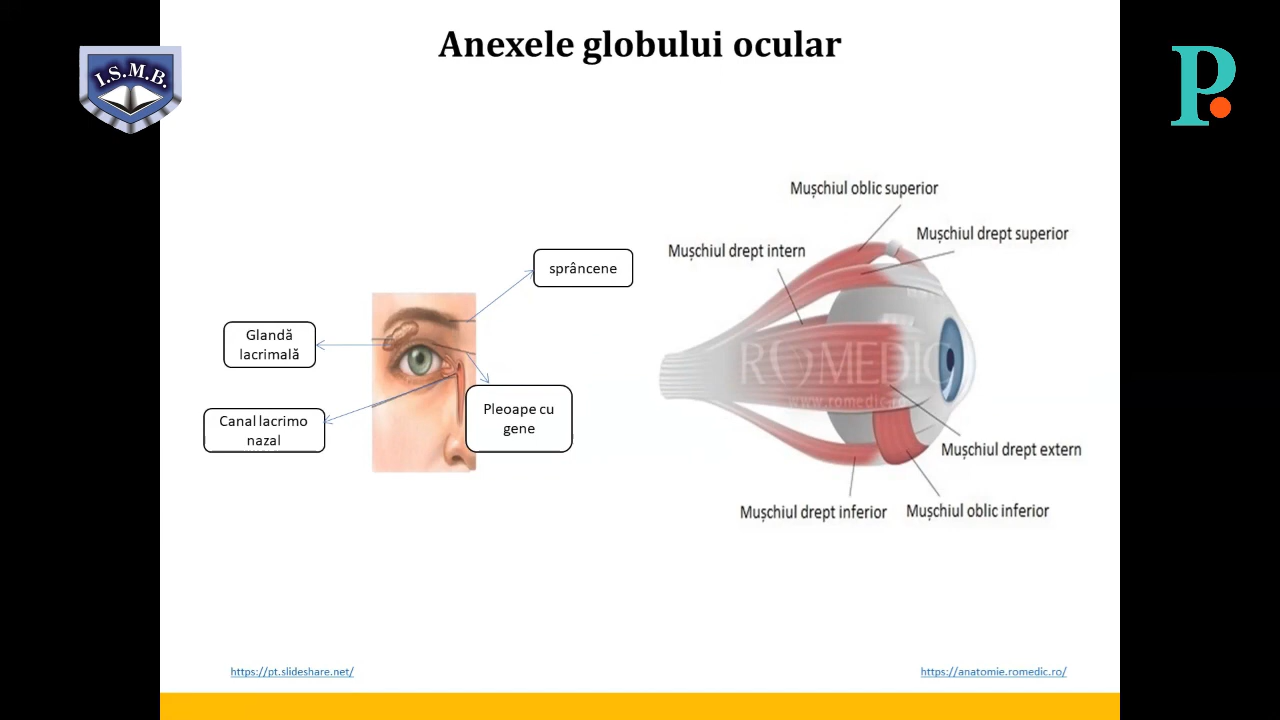 Anexele globului ocular
I.S.M.B.
P.
sprâncene
Glandă
lacrimală
Canal lacrimo
nazal
Pleoape cu
gene
Mușchiul oblic superior
Mușchiul drept superior
Mușchiul drept intern
ROMEDIC
www.romedic.ro
Mușchiul drept extern
Mușchiul drept inferior
Mușchiul oblic inferior
https://pt.slideshare.net/
https://anatomie.romedic.ro/